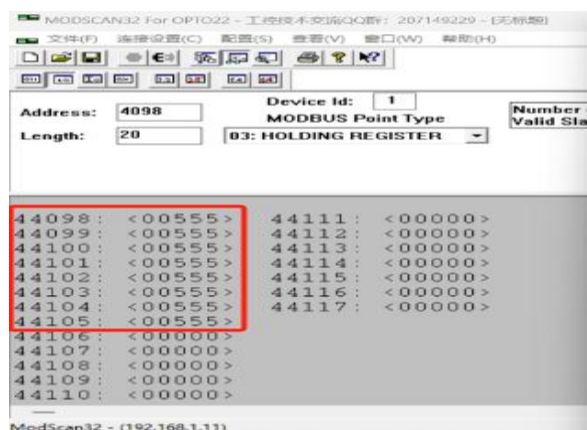 MODSCAN32 For OPTO22 - 工控技术交流QQ群: 207149229 - [无标题]
文件(F) 连接设置(C) 配置(S) 查看(V) 窗口(W) 帮助(H)
Address: 4098
Device Id: 1
MODBUS Point Type
Number
Valid Sla
Length: 20
03: HOLDING REGISTER
44098: <00555> 44111: <00000>
44099: <00555> 44112: <00000>
44100: <00555> 44113: <00000>
44101: <00555> 44114: <00000>
44102: <00555> 44115: <00000>
44103: <00555> 44116: <00000>
44104: <00555> 44117: <00000>
44105: <00555>
44106: <00000>
44107: <00000>
44108: <00000>
44109: <00000>
44110: <00000>
ModScan32 - (192.168.1.11)